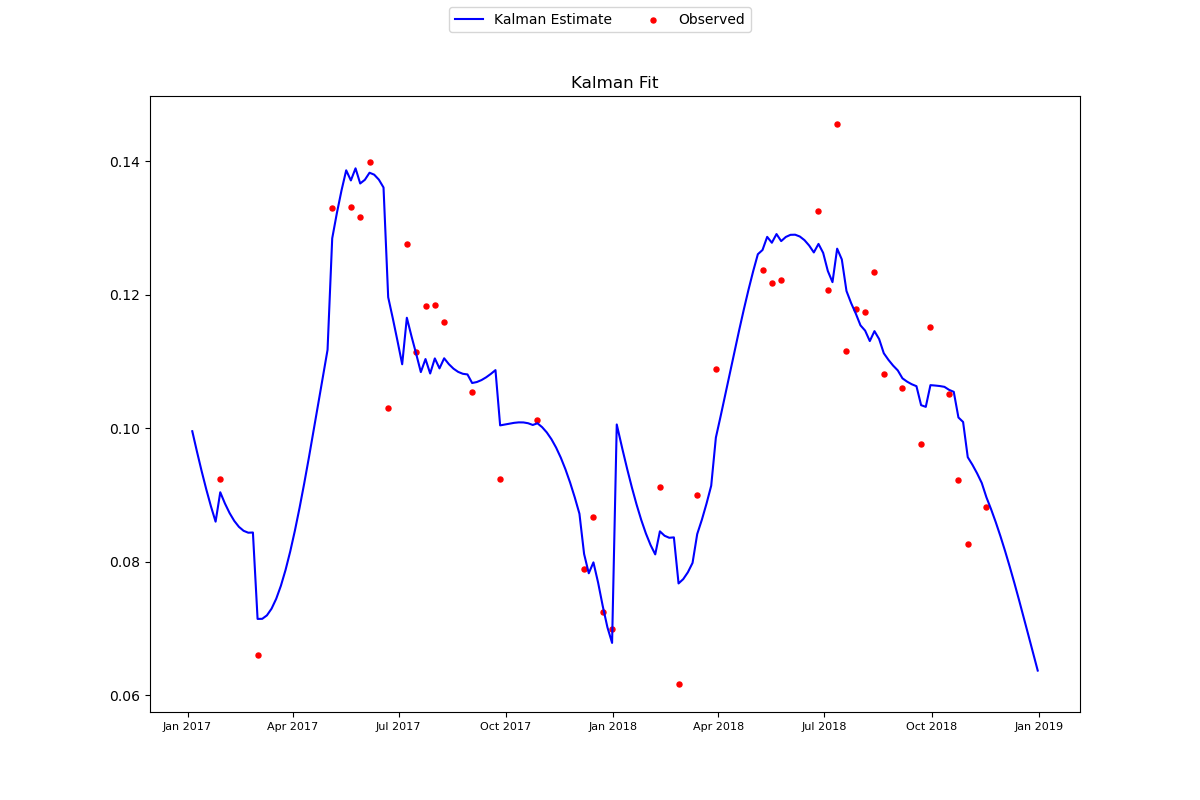 Kalman Estimate
Observed
Kalman Fit
0.14
0.12
0.10
0.08
0.06
Jan 2017
Apr 2017
Jul 2017
Oct 2017
Jan 2018
Apr 2018
Jul 2018
Oct 2018
Jan 2019